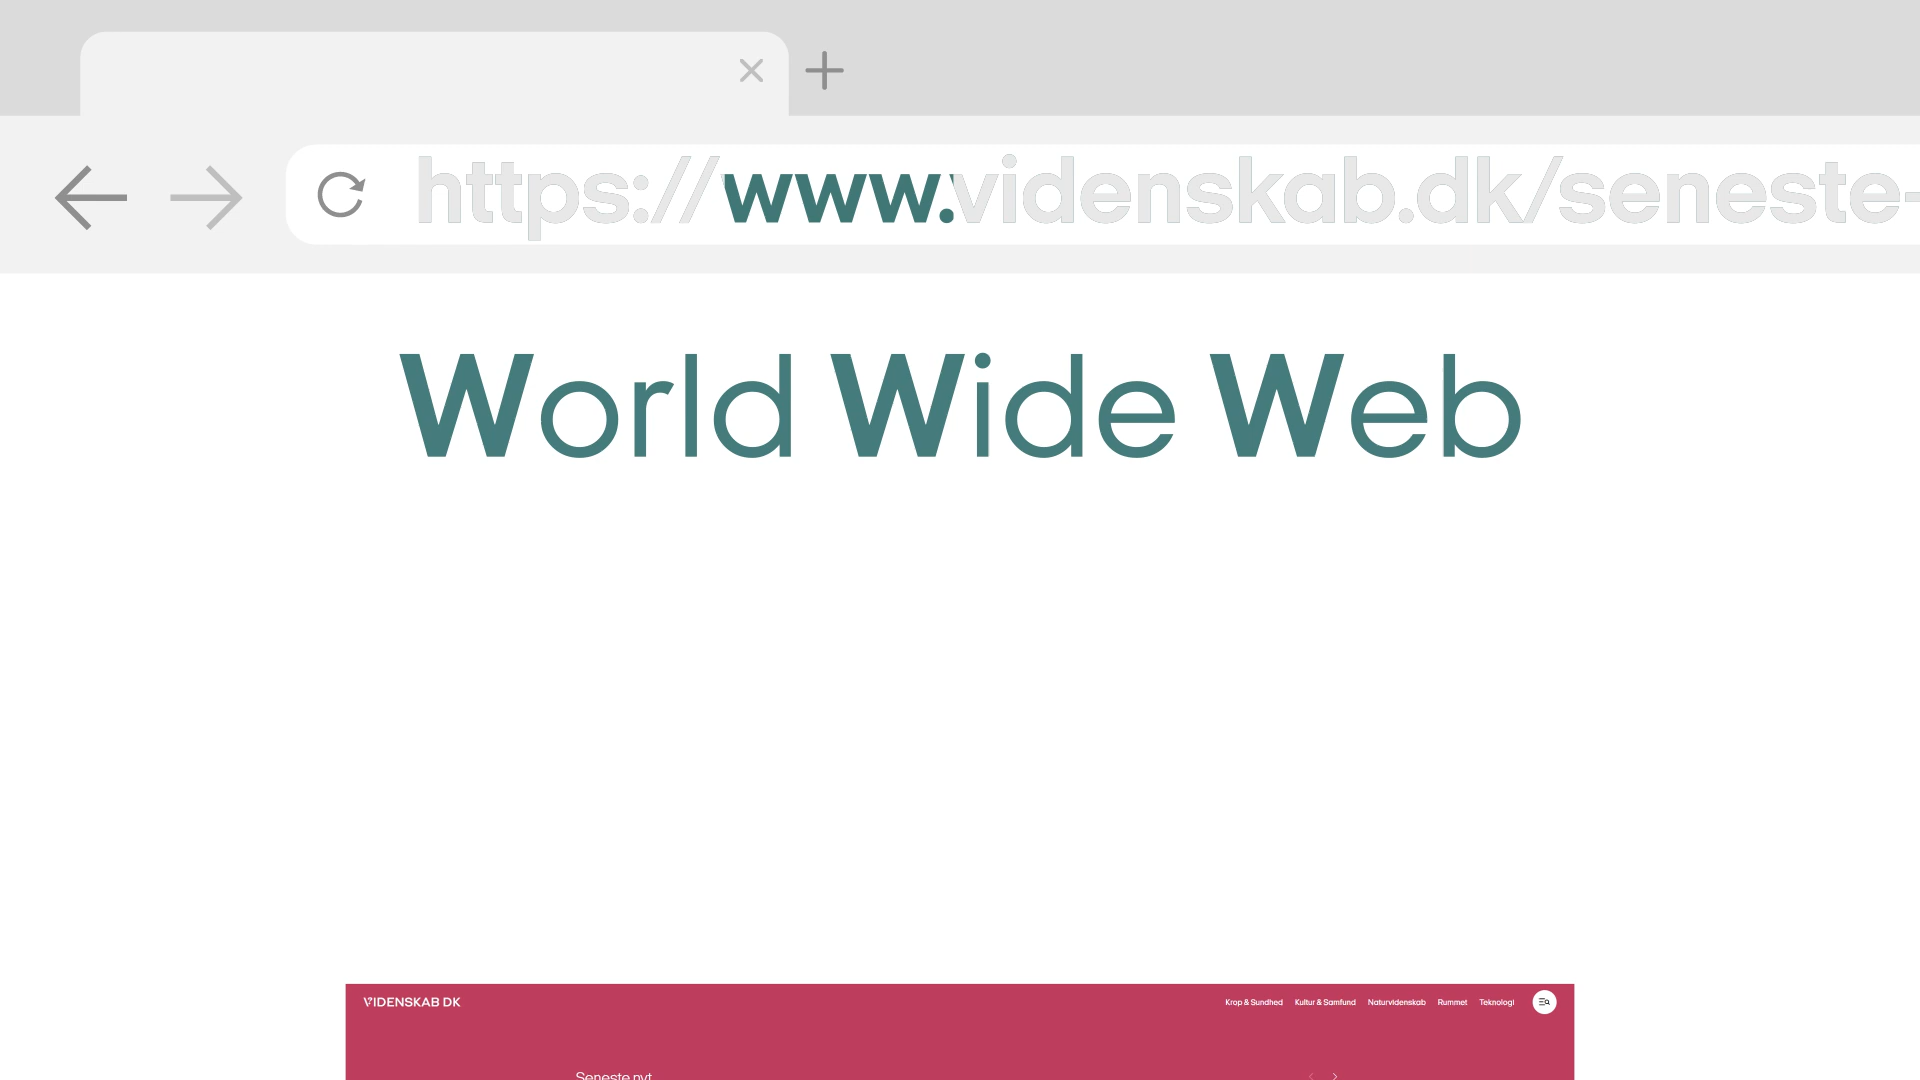 https://www.videnskab.dk/seneste-
World Wide Web
VIDENSKAB DK
Krop & Sundhed Kultur & Samfund Naturvidenskab Rummet Teknologi
Seneste nyt